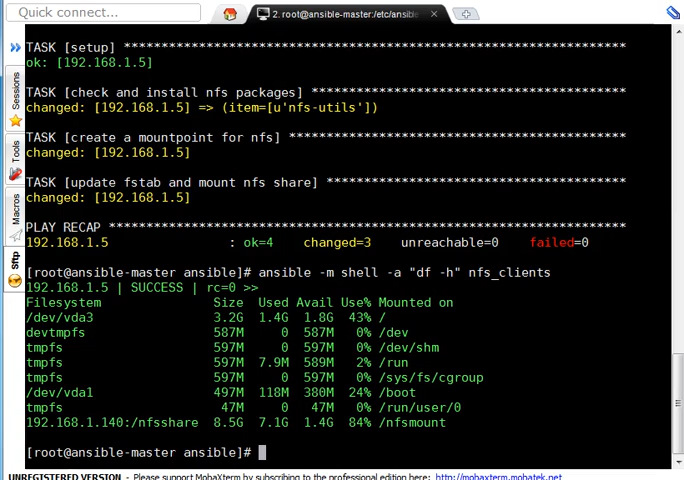 Quick connect...
2. root@ansible-master:/etc/ansible
TASK [setup] *******************************************************************
ok: [192.168.1.5]
TASK [check and install nfs packages] ******************************************
changed: [192.168.1.5] => (item=[u'nfs-utils'])
TASK [create a mountpoint for nfs] *********************************************
changed: [192.168.1.5]
TASK [update fstab and mount nfs share] ****************************************
changed: [192.168.1.5]
PLAY RECAP *********************************************************************
192.168.1.5 : ok=4 changed=3 unreachable=0 failed=0
[root@ansible-master ansible]# ansible -m shell -a "df -h" nfs_clients
192.168.1.5 | SUCCESS | rc=0 >>
Filesystem Size Used Avail Use% Mounted on
/dev/vda3 3.2G 1.4G 1.8G 43% /
devtmpfs 587M 0 587M 0% /dev
tmpfs 597M 0 597M 0% /dev/shm
tmpfs 597M 7.9M 589M 2% /run
tmpfs 597M 0 597M 0% /sys/fs/cgroup
/dev/vda1 497M 118M 380M 24% /boot
tmpfs 47M 0 47M 0% /run/user/0
192.168.1.140:/nfsshare 8.5G 7.1G 1.4G 84% /nfsmount
[root@ansible-master ansible]#
Sessions
Tools
Macros
Sftp
UNREGISTERED VERSION - Please support MobaXterm by subscribing to the professional edition here: http://mobaxterm.mobatek.net